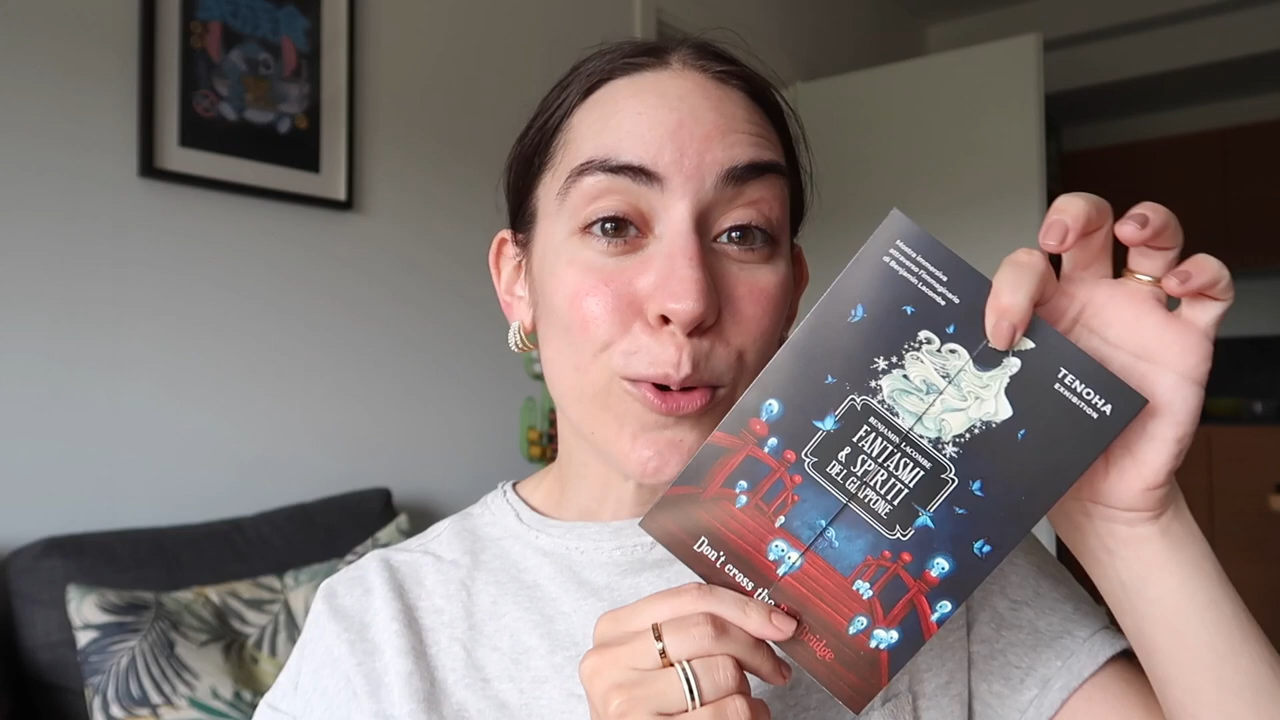 Mostra immersiva
attraverso l'immaginario
di Benjamin Lacombe
TENOHA
EXHIBITION
BENJAMIN LACOMBE
FANTASMI
& SPIRITI
DEL GIAPPONE
Don't cross the
Bridge